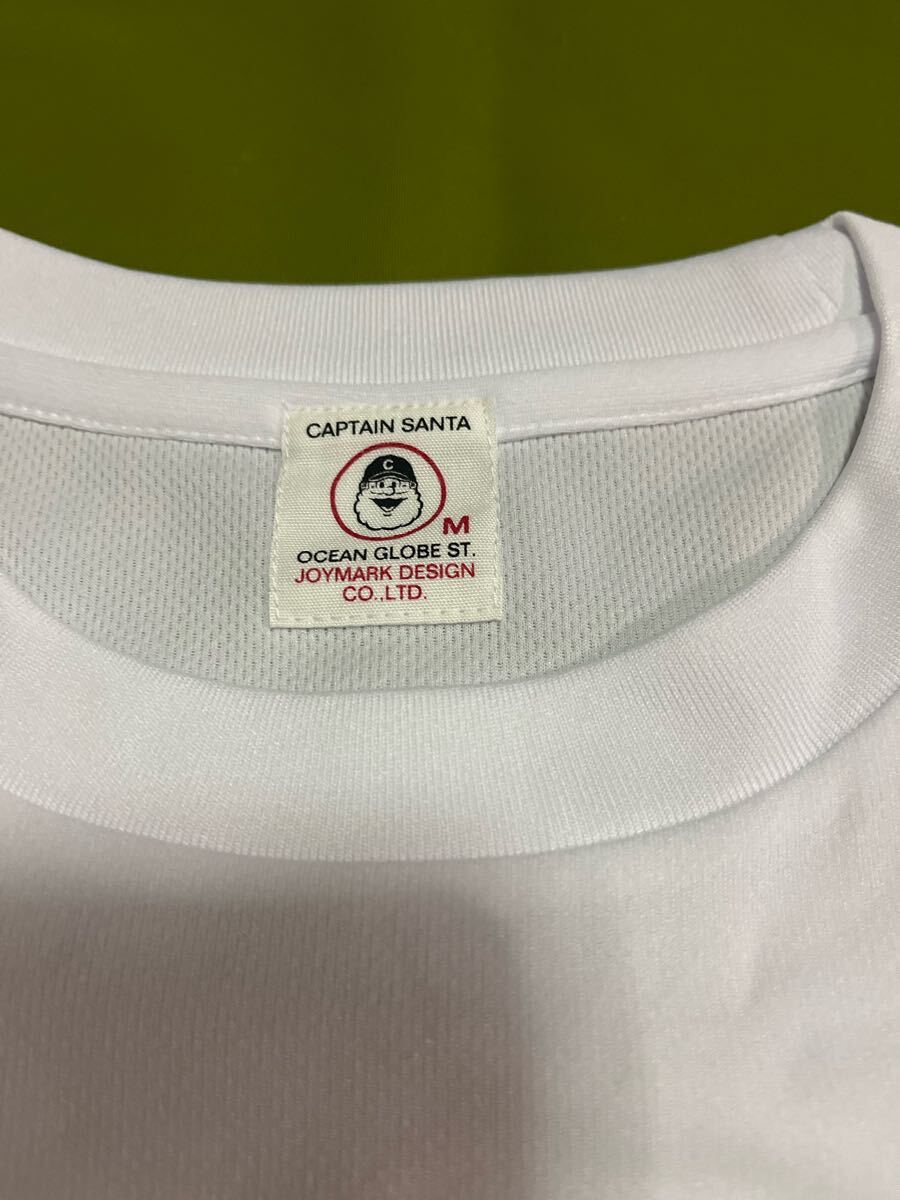 CAPTAIN SANTA
C
M
OCEAN GLOBE ST.
JOYMARK DESIGN
CO.,LTD.